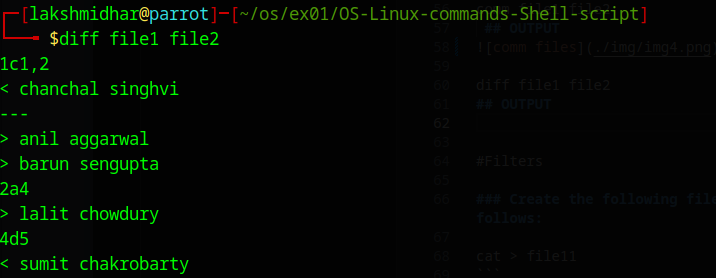 [lakshmidhar@parrot]-[~/os/ex01/OS-Linux-commands-Shell-script]
$diff file1 file2
1c1,2
< chanchal singhvi
---
> anil aggarwal
> barun sengupta
2a4
> lalit chowdury
4d5
< sumit chakrobarty
57
## OUTPUT
58 ![comm files](./img/img4.png
59
60 diff file1 file2
61 ## OUTPUT
62
63
64 #Filters
65
66 ### Create the following file
67 follows:
68 cat > file11